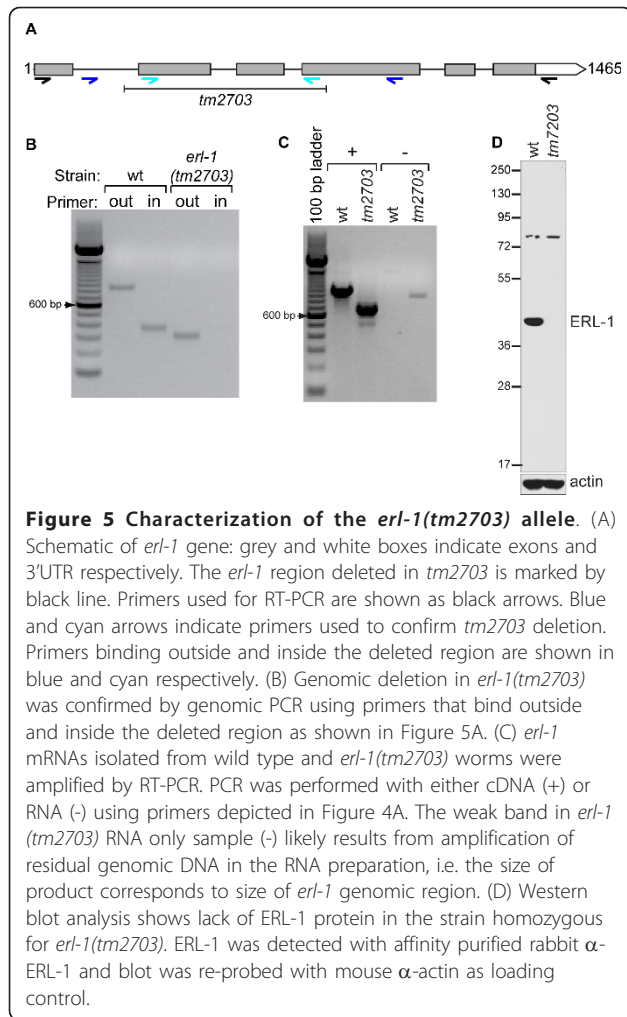 A
1
1465
tm2703
B
Strain: wt erl-1 (tm2703)
Primer: out in out in
600 bp
C
100 bp ladder
+ -
wt tm2703 wt tm2703
600 bp
D
wt tm7203
250
130
95
72
55
36
28
17
ERL-1
actin
Figure 5 Characterization of the erl-1(tm2703) allele. (A)
Schematic of erl-1 gene: grey and white boxes indicate exons and
3'UTR respectively. The erl-1 region deleted in tm2703 is marked by
black line. Primers used for RT-PCR are shown as black arrows. Blue
and cyan arrows indicate primers used to confirm tm2703 deletion.
Primers binding outside and inside the deleted region are shown in
blue and cyan respectively. (B) Genomic deletion in erl-1(tm2703)
was confirmed by genomic PCR using primers that bind outside
and inside the deleted region as shown in Figure 5A. (C) erl-1
mRNAs isolated from wild type and erl-1(tm2703) worms were
amplified by RT-PCR. PCR was performed with either cDNA (+) or
RNA (-) using primers depicted in Figure 4A. The weak band in erl-1
(tm2703) RNA only sample (-) likely results from amplification of
residual genomic DNA in the RNA preparation, i.e. the size of
product corresponds to size of erl-1 genomic region. (D) Western
blot analysis shows lack of ERL-1 protein in the strain homozygous
for erl-1(tm2703). ERL-1 was detected with affinity purified rabbit α-
ERL-1 and blot was re-probed with mouse α-actin as loading
control.